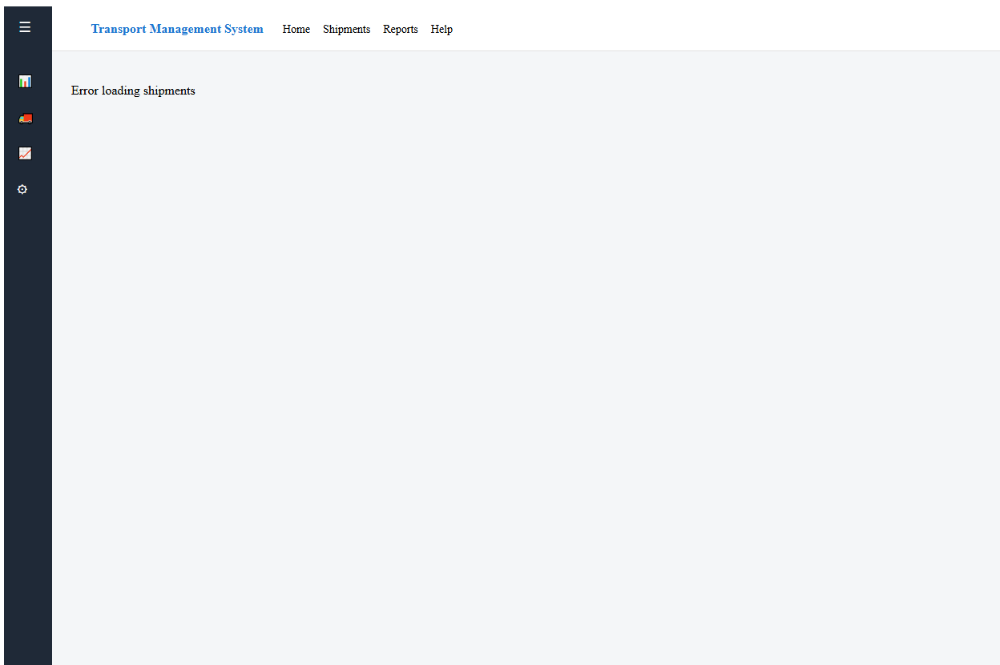 ☰
Transport Management System Home Shipments Reports Help
Error loading shipments